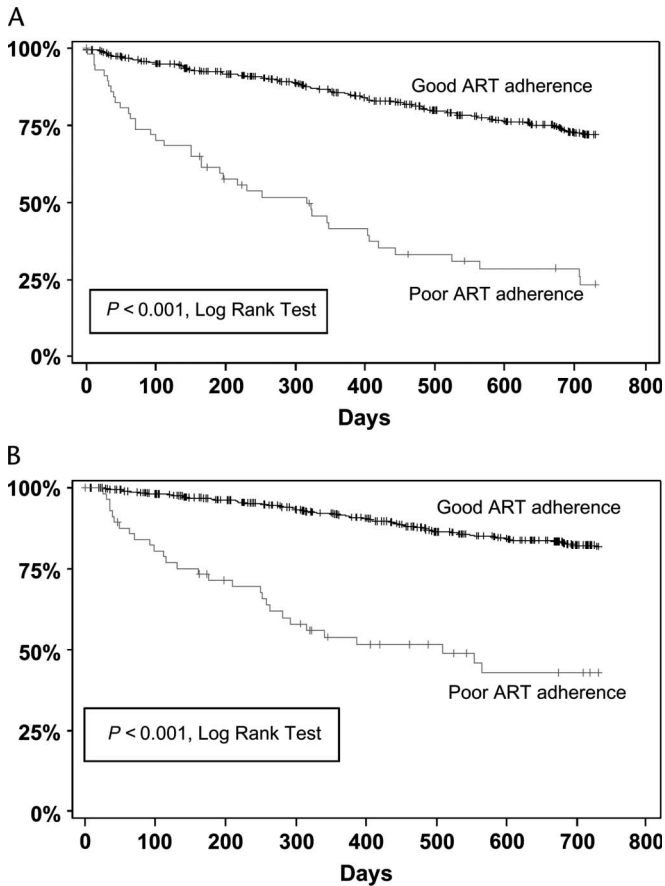 A
100%
Good ART adherence
75%
50%
25%
Poor ART adherence
P < 0.001, Log Rank Test
0%
0 100 200 300 400 500 600 700 800
Days
B
100%
Good ART adherence
75%
50%
Poor ART adherence
25%
P < 0.001, Log Rank Test
0%
0 100 200 300 400 500 600 700 800
Days